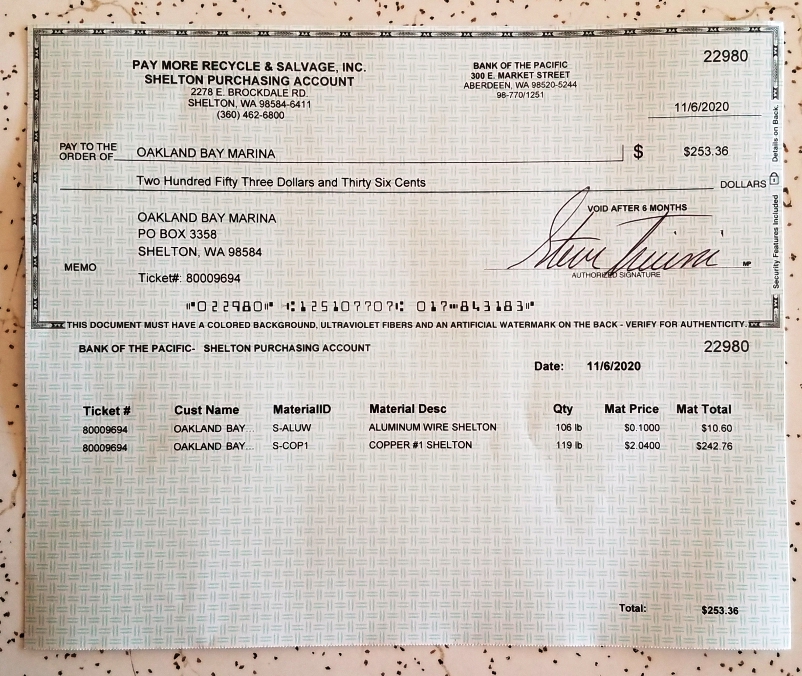 22980
PAY MORE RECYCLE & SALVAGE, INC.
SHELTON PURCHASING ACCOUNT
2278 E. BROCKDALE RD.
SHELTON, WA 98584-6411
(360) 462-6800
BANK OF THE PACIFIC
300 E. MARKET STREET
ABERDEEN, WA 98520-5244
98-770/1251
11/6/2020
PAY TO THE ORDER OF OAKLAND BAY MARINA $ $253.36
Two Hundred Fifty Three Dollars and Thirty Six Cents DOLLARS
Security Features Included Details on Back.
OAKLAND BAY MARINA
PO BOX 3358
SHELTON, WA 98584
VOID AFTER 6 MONTHS
MEMO Ticket#: 80009694
AUTHORIZED SIGNATURE MP
⑈022980⑈ ⑆125107707⑆ 017⑉843183⑈
THIS DOCUMENT MUST HAVE A COLORED BACKGROUND, ULTRAVIOLET FIBERS AND AN ARTIFICIAL WATERMARK ON THE BACK - VERIFY FOR AUTHENTICITY.
BANK OF THE PACIFIC- SHELTON PURCHASING ACCOUNT 22980
Date: 11/6/2020
Ticket # Cust Name MaterialID Material Desc Qty Mat Price Mat Total
80009694 OAKLAND BAY... S-ALUW ALUMINUM WIRE SHELTON 106 lb $0.1000 $10.60
80009694 OAKLAND BAY... S-COP1 COPPER #1 SHELTON 119 lb $2.0400 $242.76
Total: $253.36